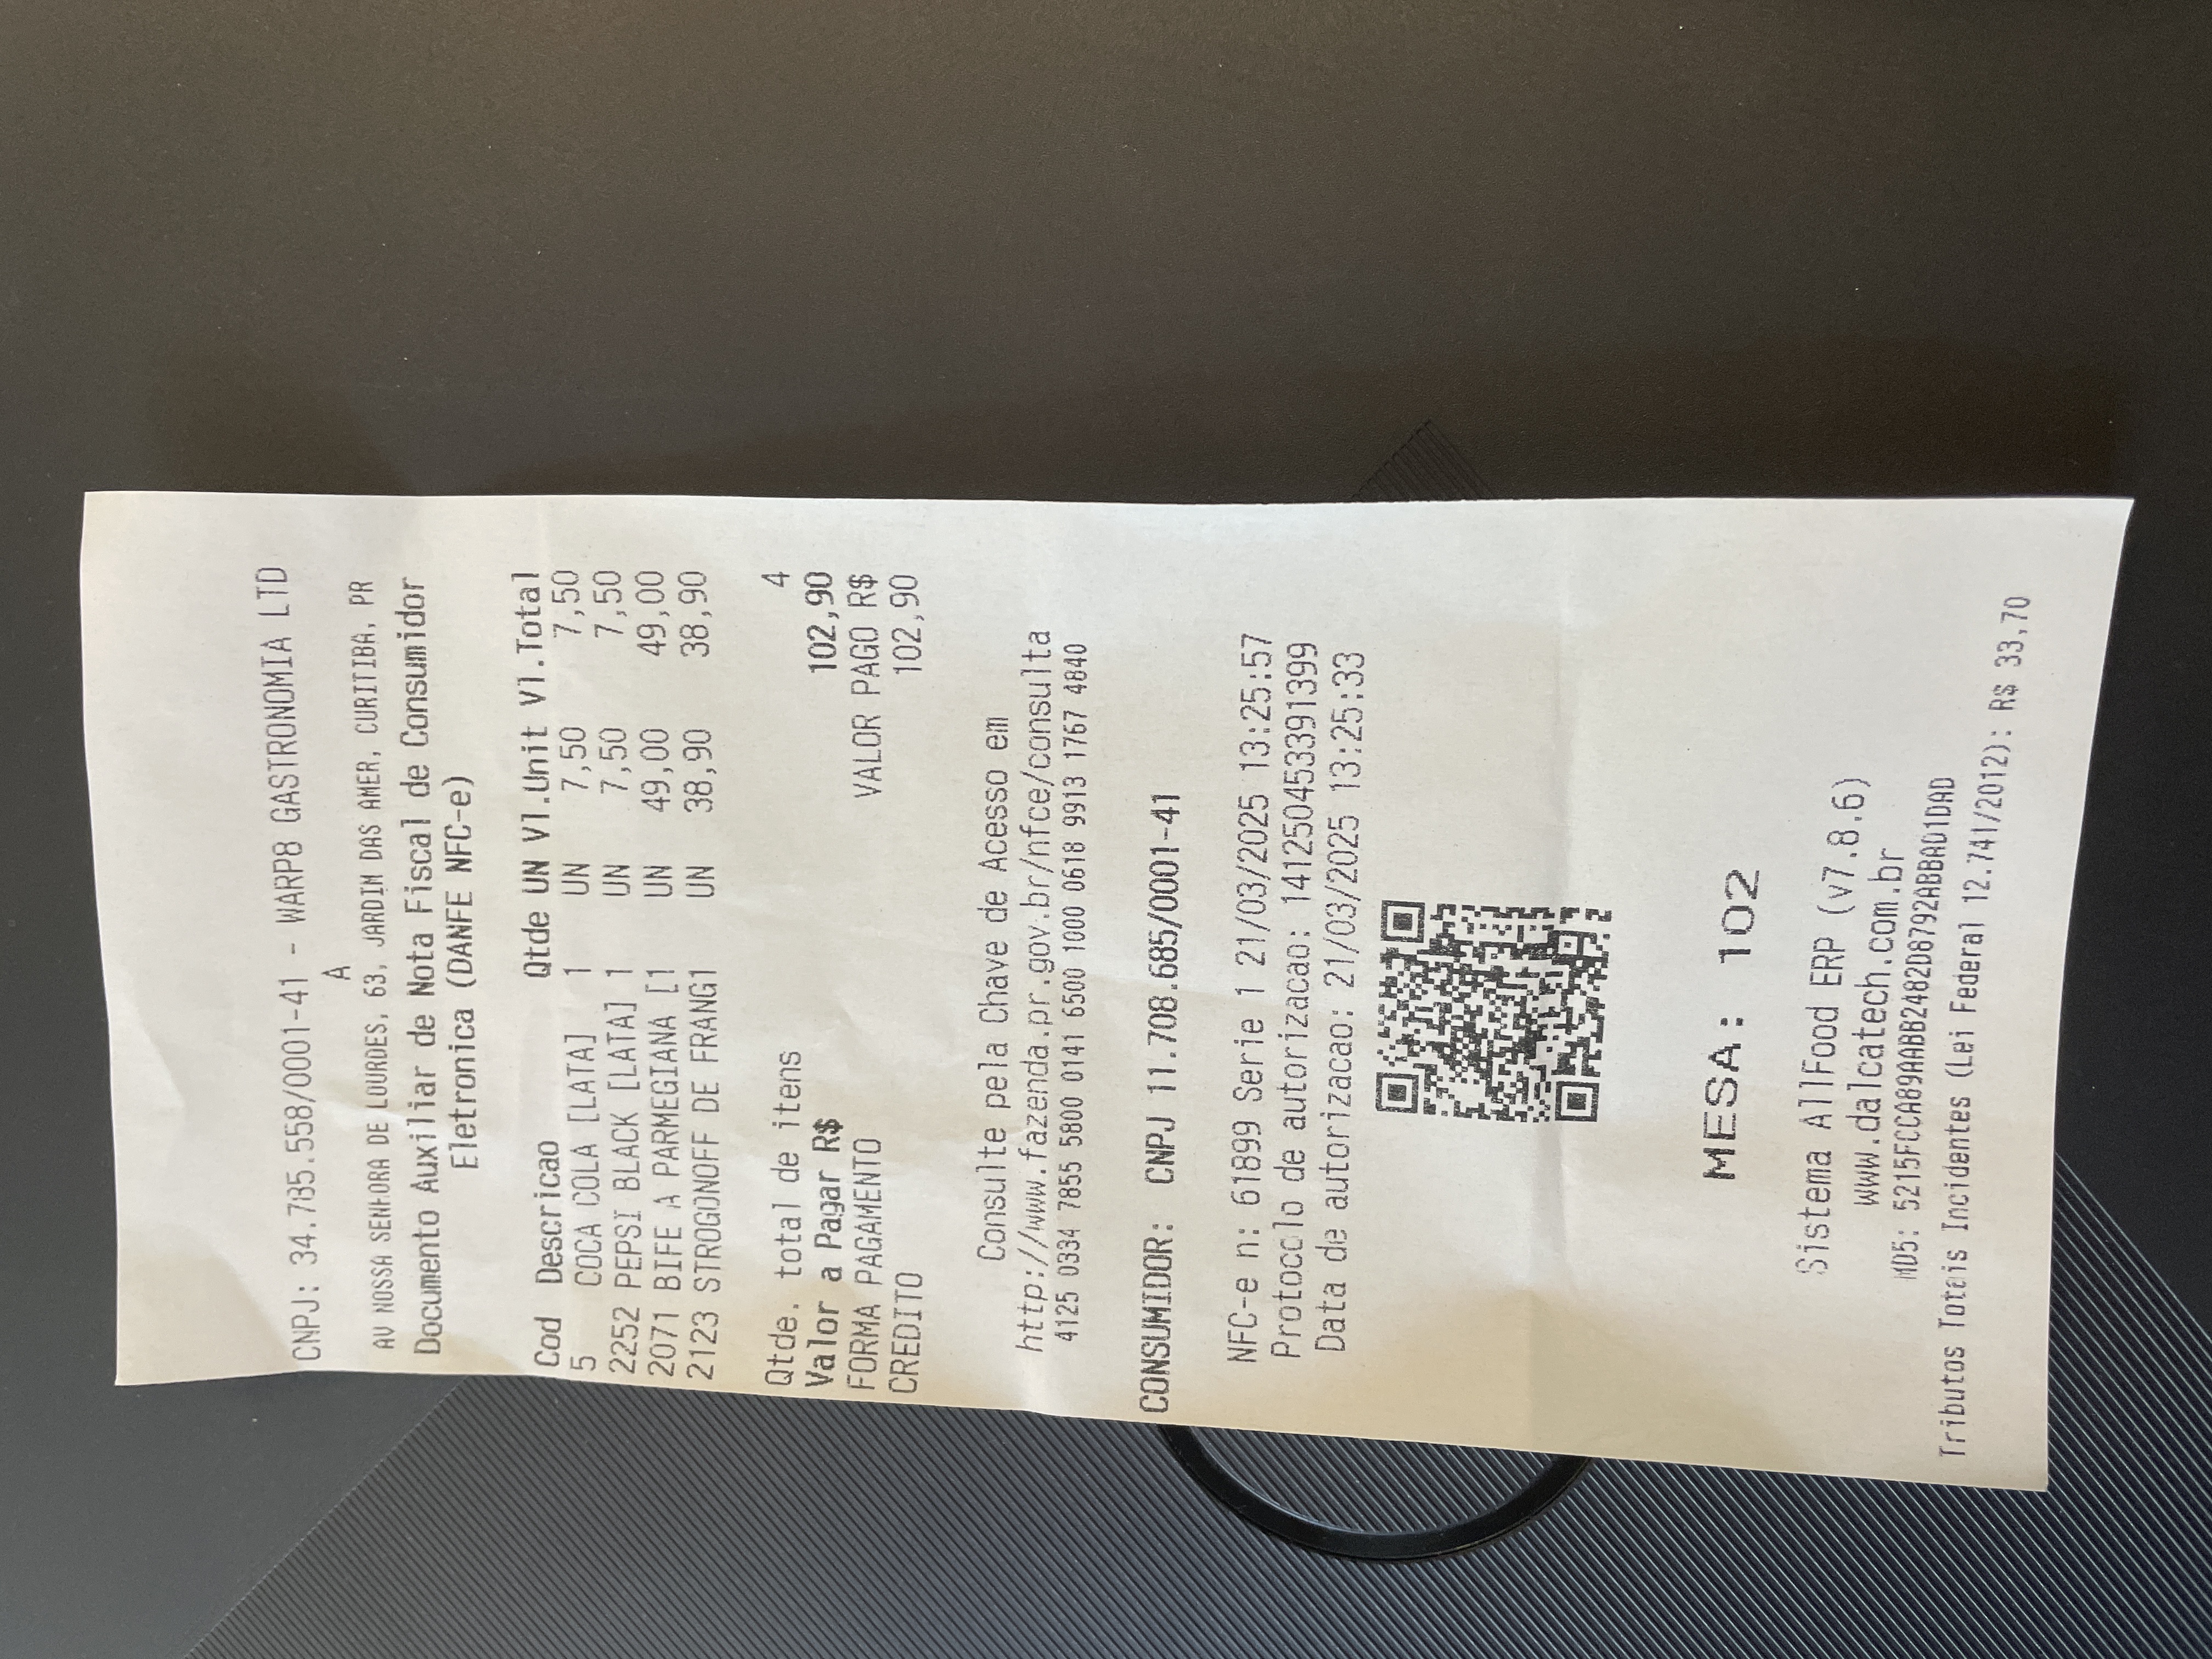 CNPJ: 34.785.558/0001-41 - WARP8 GASTRONOMIA LTD
A
AV NOSSA SENHORA DE LOURDES, 63, JARDIM DAS AMER, CURITIBA, PR
Documento Auxiliar de Nota Fiscal de Consumidor
Eletronica (DANFE NFC-e)
Cod Descricao Qtde UN Vl.Unit Vl.Total
5 COCA COLA [LATA] 1 UN 7,50 7,50
2252 PEPSI BLACK [LATA] 1 UN 7,50 7,50
2071 BIFE A PARMEGIANA [1 UN 49,00 49,00
2123 STROGONOFF DE FRANG1 UN 38,90 38,90
Qtde. total de itens 4
Valor a Pagar R$ 102,90
FORMA PAGAMENTO VALOR PAGO R$
CREDITO 102,90
Consulte pela Chave de Acesso em
http://www.fazenda.pr.gov.br/nfce/consulta
4125 0334 7855 5800 0141 6500 1000 0618 9913 1767 4840
CONSUMIDOR: CNPJ 11.708.685/0001-41
NFC-e n: 61899 Serie 1 21/03/2025 13:25:57
Protocolo de autorizacao: 141250453391399
Data de autorizacao: 21/03/2025 13:25:33
MESA: 102
Sistema AllFood ERP (v7.8.6)
www.dalcatech.com.br
MD5: 5215FCCA89AABB2482D8792ABBAD1DAD
Tributos Totais Incidentes (Lei Federal 12.741/2012): R$ 33,70